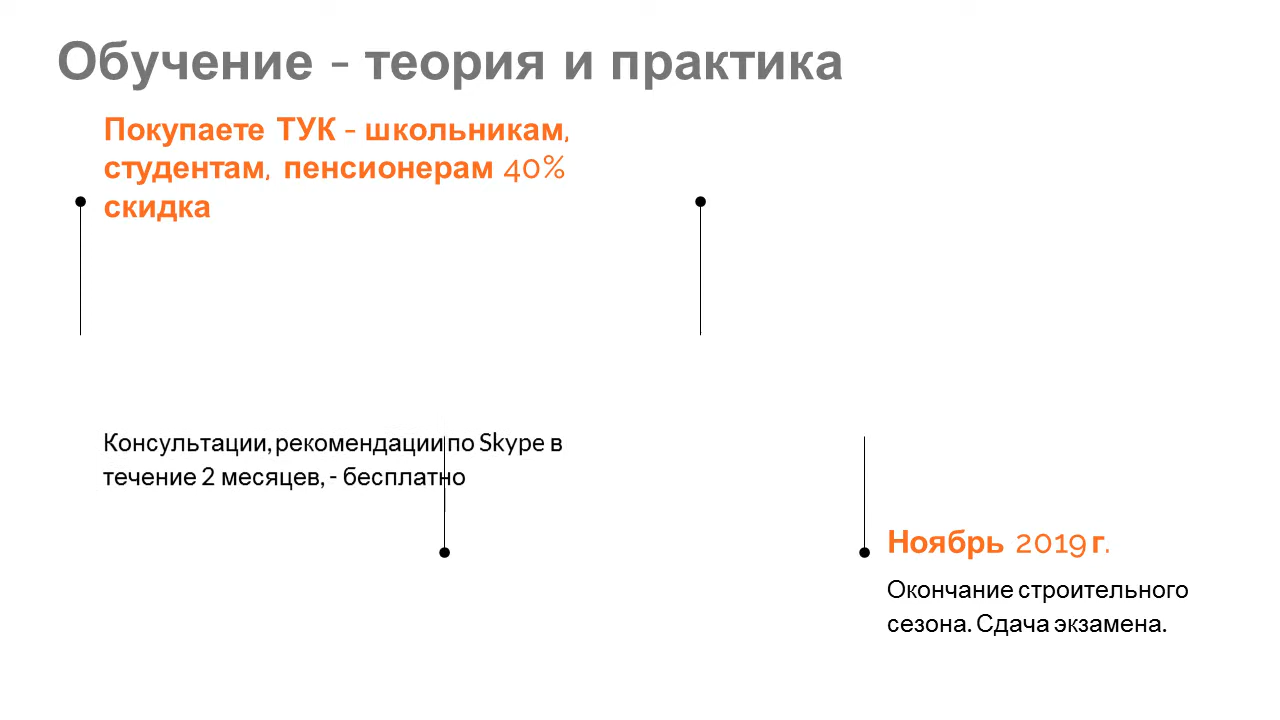 Обучение - теория и практика
Покупаете ТУК - школьникам,
студентам, пенсионерам 40%
скидка
Консультации, рекомендации по Skype в
течение 2 месяцев, - бесплатно
Ноябрь 2019 г.
Окончание строительного
сезона. Сдача экзамена.